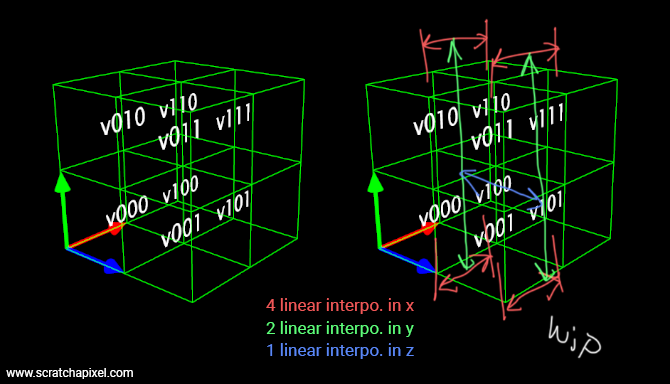 v010 v110 v011 v111
v000 v100 v001 v101
v010 v110 v011 v111
v000 v100 v001 v101
4 linear interpo. in x
2 linear interpo. in y
1 linear interpo. in z
WiP
www.scratchapixel.com